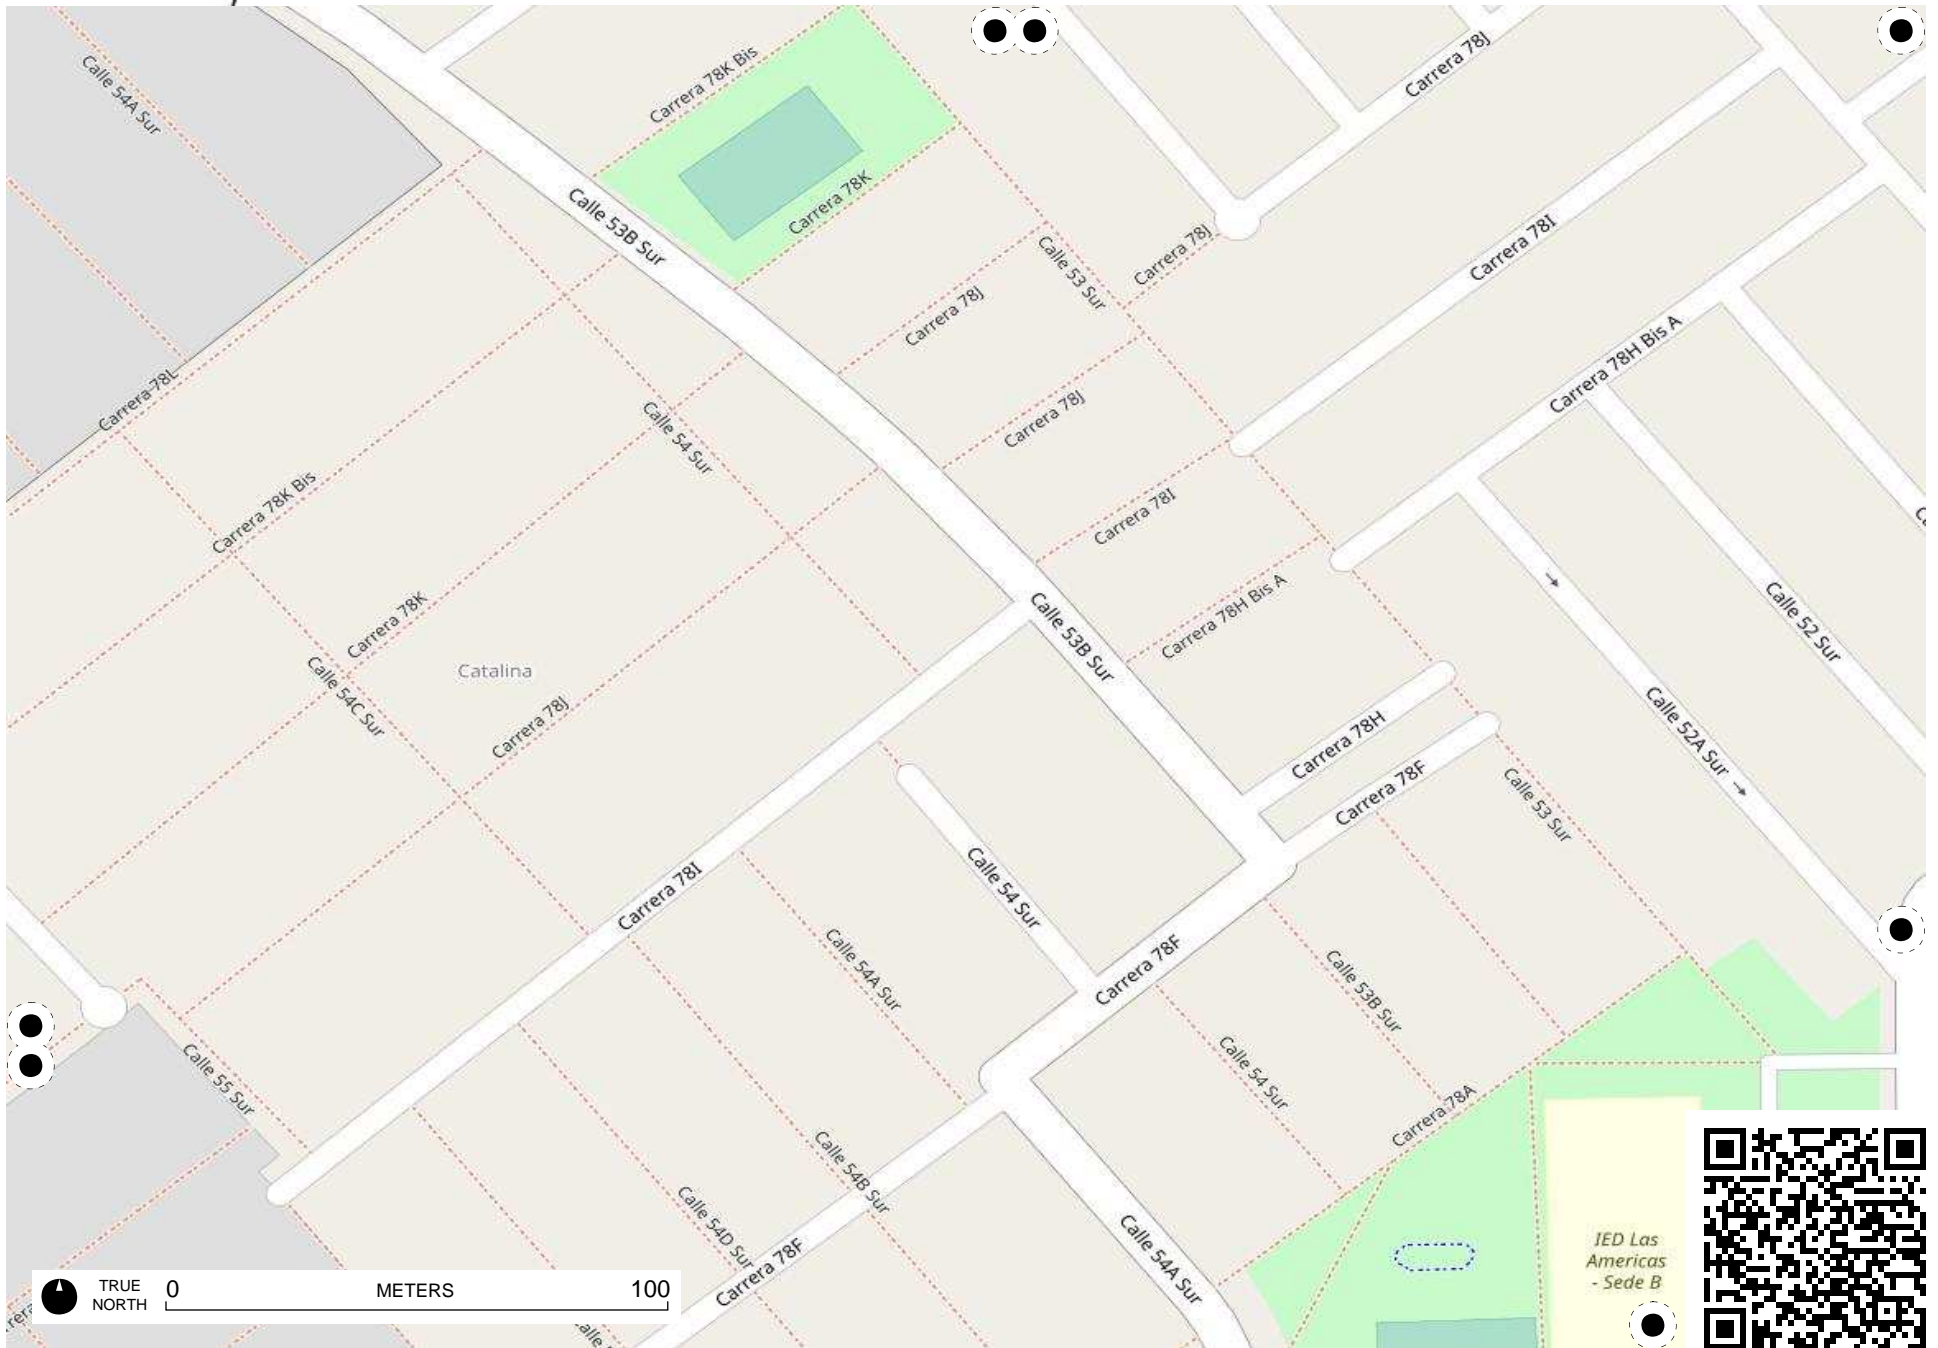 Carrera 78J
Calle 54A Sur
Carrera 78K Bis
Carrera 78K
Calle 53B Sur
Calle 53 Sur
Carrera 78J
Carrera 78I
Carrera 78J
Carrera 78H Bis A
Carrera 78L
Carrera 78J
Calle 54 Sur
Carrera 78K Bis
Carrera 78I
Carrera 78K
Carrera 78H Bis A
Calle 53B Sur
Calle 52 Sur
Catalina
Calle 54C Sur
Carrera 78J
Carrera 78H
Calle 52A Sur
Carrera 78F
Calle 53 Sur
Carrera 78I
Calle 54 Sur
Calle 54A Sur
Carrera 78F
Calle 53B Sur
Calle 55 Sur
Calle 54 Sur
Carrera 78A
Calle 54B Sur
Calle 54D Sur
Carrera 78F
Calle 54A Sur
IED Las
Americas
- Sede B
TRUE
NORTH
0 METERS 100